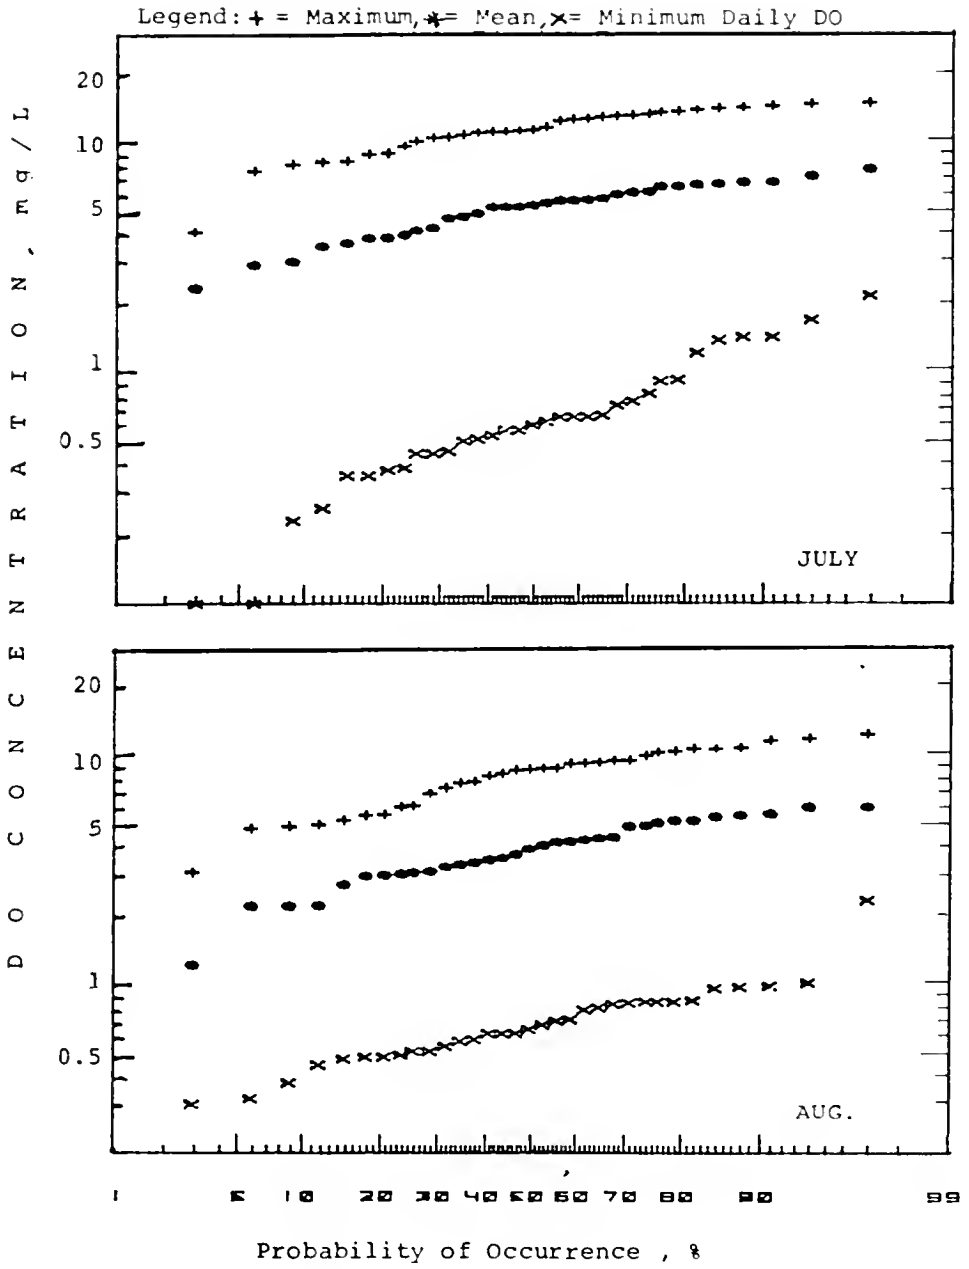 Legend: + = Maximum, *= Mean, x= Minimum Daily DO
DO CONCENTRATION, mg/L
20
10
5
1
0.5
JULY
20
10
5
1
0.5
AUG.
1 5 10 20 30 40 50 60 70 80 90 99
Probability of Occurrence , %